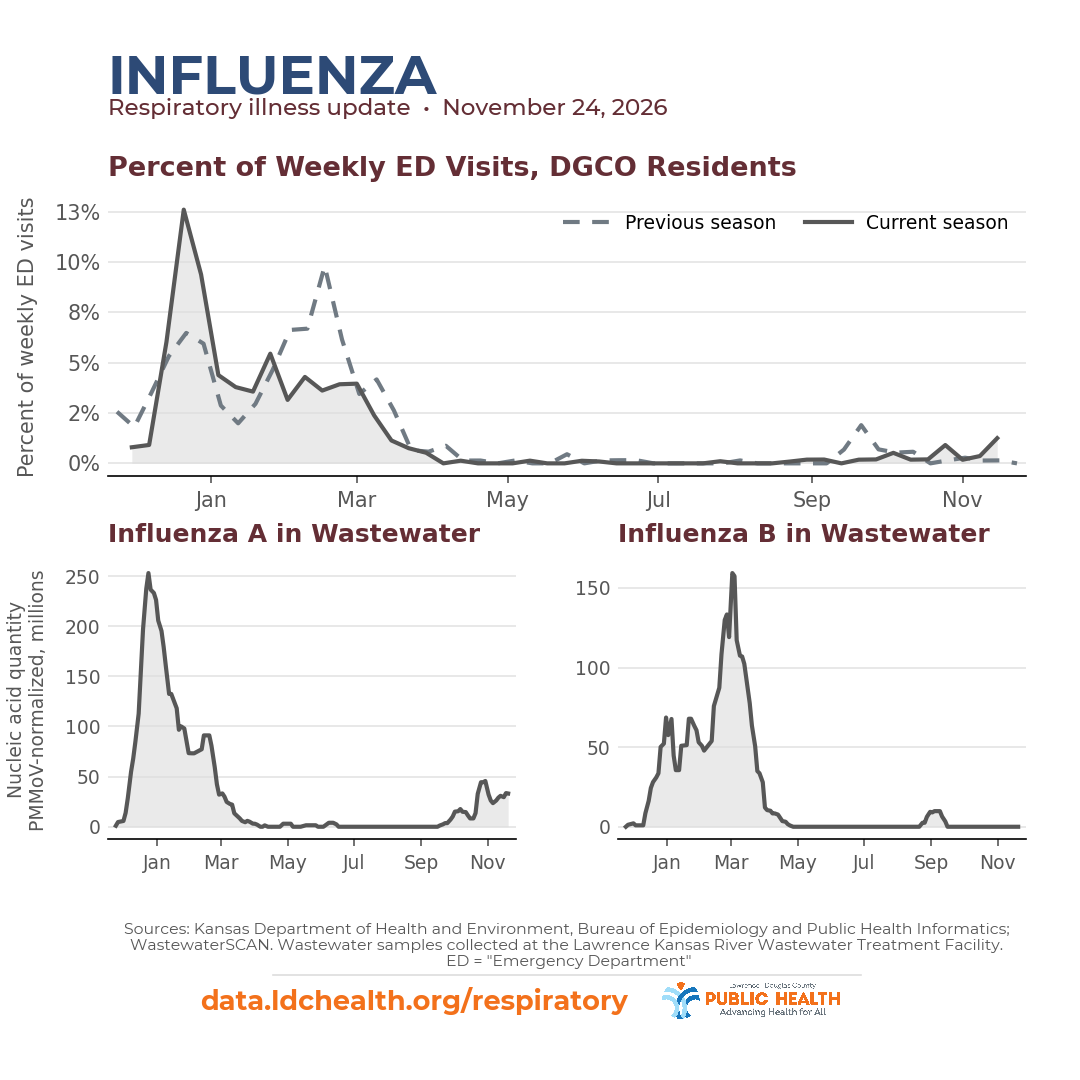 INFLUENZA
Respiratory illness update • November 24, 2026
Percent of Weekly ED Visits, DGCO Residents
Percent of weekly ED visits
13%
10%
8%
5%
2%
0%
Previous season
Current season
Jan
Mar
May
Jul
Sep
Nov
Influenza A in Wastewater
Nucleic acid quantity
PMMoV-normalized, millions
250
200
150
100
50
0
Jan
Mar
May
Jul
Sep
Nov
Influenza B in Wastewater
150
100
50
0
Jan
Mar
May
Jul
Sep
Nov
Sources: Kansas Department of Health and Environment, Bureau of Epidemiology and Public Health Informatics;
WastewaterSCAN. Wastewater samples collected at the Lawrence Kansas River Wastewater Treatment Facility.
ED = "Emergency Department"
data.ldchealth.org/respiratory
Lawrence · Douglas County
PUBLIC HEALTH
Advancing Health for All